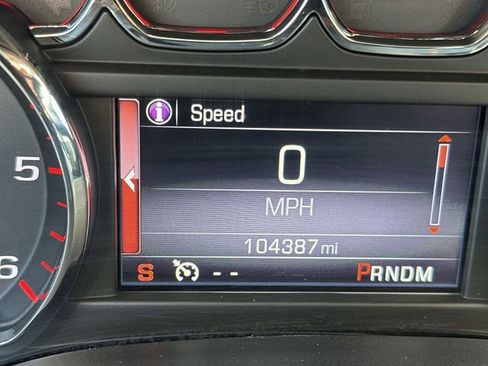 Speed
0
MPH
104387 mi
S -- PRNDM
5
6